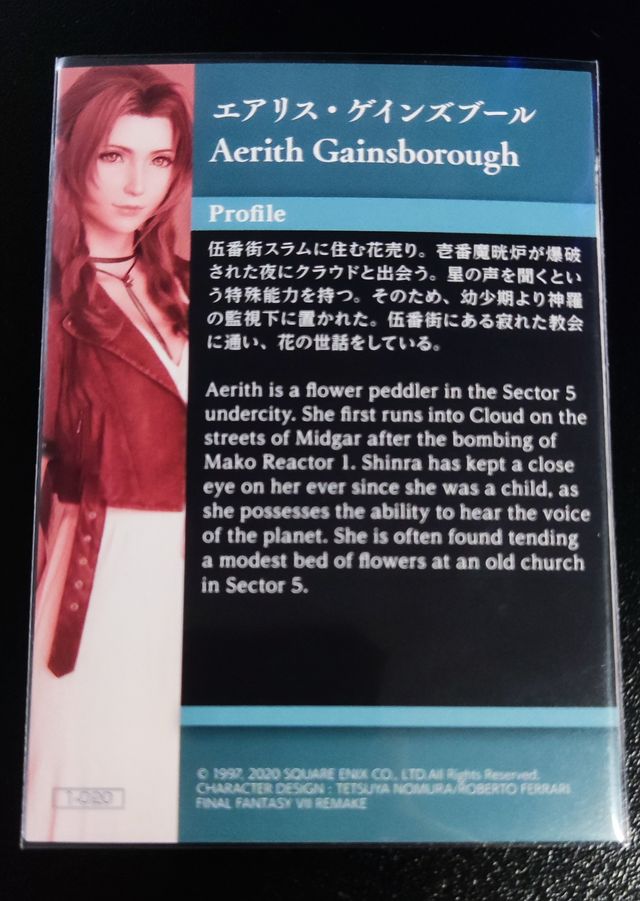 エアリス・ゲインズブール
Aerith Gainsborough
Profile
伍番街スラムに住む花売り。壱番魔晄炉が爆破
された夜にクラウドと出会う。星の声を聞くとい
う特殊能力を持つ。そのため、幼少期より神羅
の監視下に置かれた。伍番街にある寂れた教会
に通い、花の世話をしている。
Aerith is a flower peddler in the Sector 5
undercity. She first runs into Cloud on the
streets of Midgar after the bombing of
Mako Reactor 1. Shinra has kept a close
eye on her ever since she was a child, as
she possesses the ability to hear the voice
of the planet. She is often found tending
a modest bed of flowers at an old church
in Sector 5.
© 1997, 2020 SQUARE ENIX CO., LTD.All Rights Reserved.
CHARACTER DESIGN : TETSUYA NOMURA/ROBERTO FERRARI
FINAL FANTASY VII REMAKE
1-020